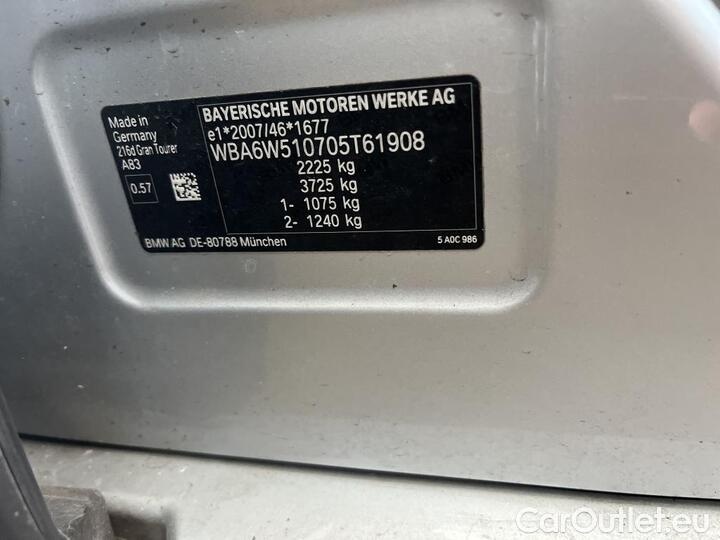 Made in
Germany
216d Gran Tourer
A83
0.57
BAYERISCHE MOTOREN WERKE AG
e1*2007/46*1677
WBA6W510705T61908
2225 kg
3725 kg
1- 1075 kg
2- 1240 kg
BMW AG DE-80788 München
5 A0C 986
CarOutlet.eu